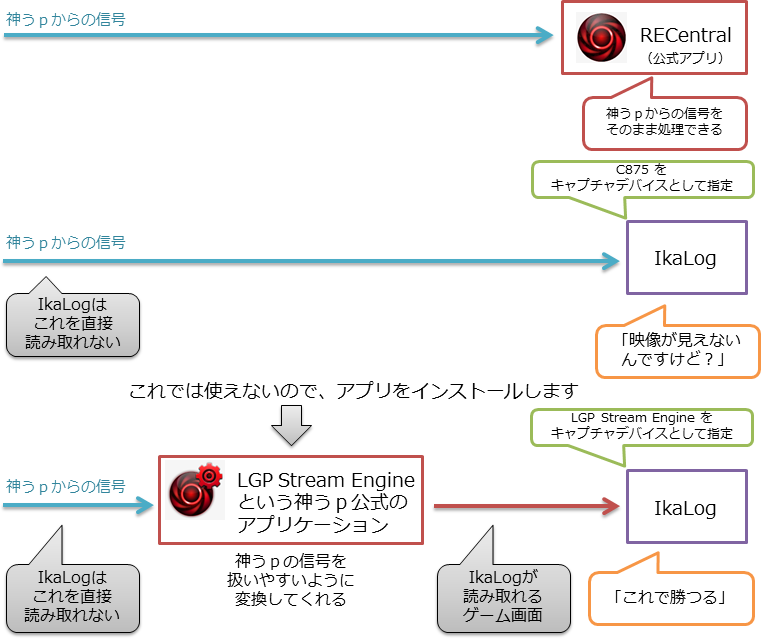 神うｐからの信号
RECentral
（公式アプリ）
神うｐからの信号を
そのまま処理できる
C875 を
キャプチャデバイスとして指定
神うｐからの信号
IkaLog
IkaLogは
これを直接
読み取れない
「映像が見えない
んですけど？」
これでは使えないので、アプリをインストールします
LGP Stream Engine を
キャプチャデバイスとして指定
神うｐからの信号
LGP Stream Engine
という神うｐ公式の
アプリケーション
IkaLog
神うｐの信号を
扱いやすいように
変換してくれる
IkaLogは
これを直接
読み取れない
IkaLogが
読み取れる
ゲーム画面
「これで勝つる」